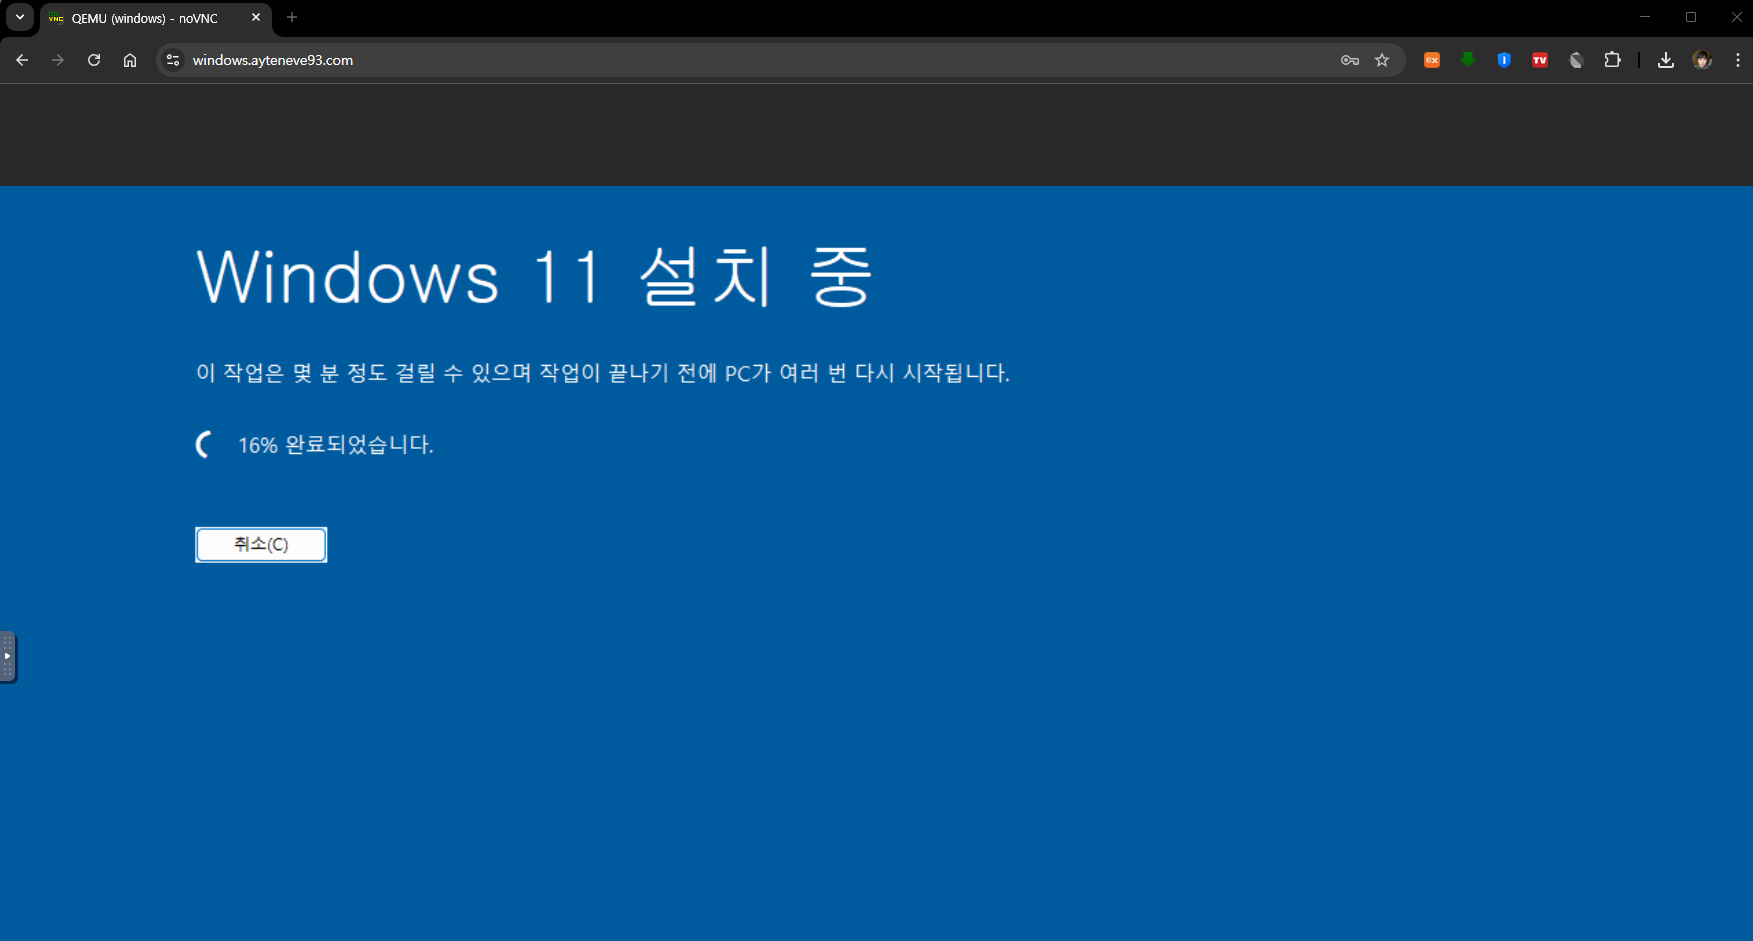 QEMU (windows) - noVNC
windows.ayteneve93.com
TV
Windows 11 설치 중
이 작업은 몇 분 정도 걸릴 수 있으며 작업이 끝나기 전에 PC가 여러 번 다시 시작됩니다.
16% 완료되었습니다.
취소(C)